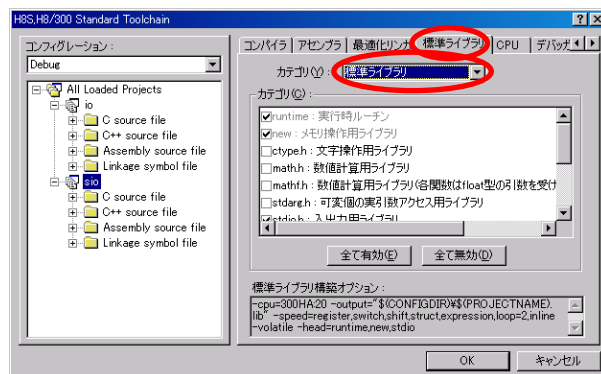 H8S,H8/300 Standard Toolchain
コンフィグレーション :
Debug
All Loaded Projects
io
C source file
C++ source file
Assembly source file
Linkage symbol file
sio
C source file
C++ source file
Assembly source file
Linkage symbol file
コンパイラ アセンブラ 最適化リンカ 標準ライブラリ CPU デバッガ
カテゴリ(Y) : 標準ライブラリ
カテゴリ(C) :
runtime : 実行時ルーチン
new : メモリ操作用ライブラリ
ctype.h : 文字操作用ライブラリ
math.h : 数値計算用ライブラリ
mathf.h : 数値計算用ライブラリ(各関数はfloat型の引数を受け
stdarg.h : 可変個の実引数アクセス用ライブラリ
stdio.h : 入出力用ライブラリ
全て有効(E) 全て無効(D)
標準ライブラリ構築オプション :
-cpu=300HA:20 -output="$(CONFIGDIR)¥$(PROJECTNAME).
lib" -speed=register,switch,shift,struct,expression,loop=2,inline
-volatile -head=runtime,new,stdio
OK キャンセル